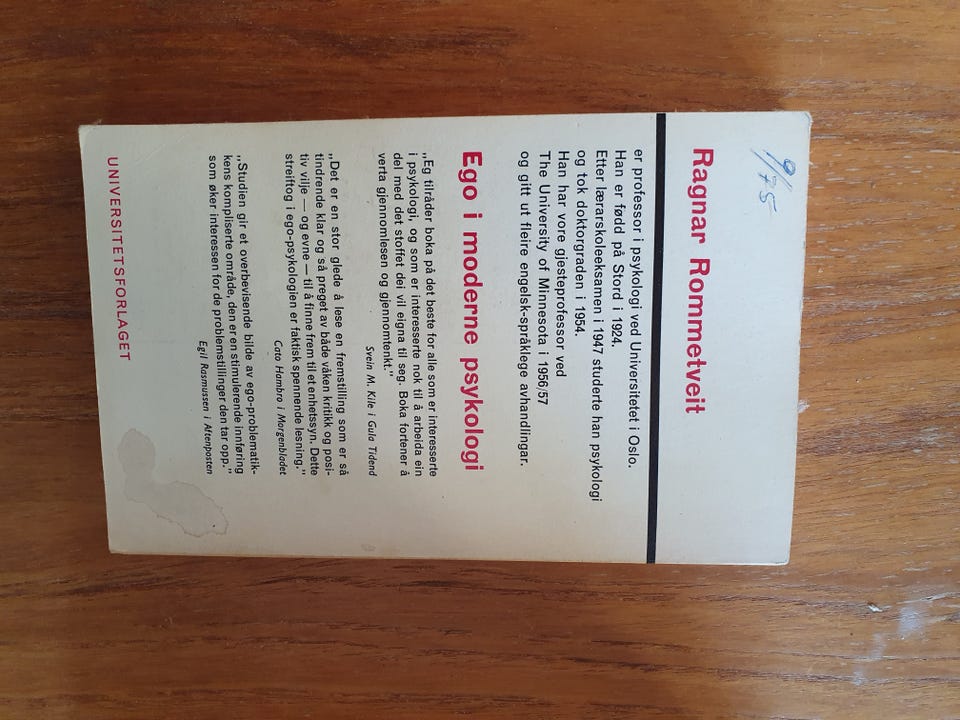 9/75
Ragnar Rommetveit
er professor i psykologi ved Universitetet i Oslo.
Han er fødd på Stord i 1924.
Etter lærarskoleeksamen i 1947 studerte han psykologi
og tok doktorgraden i 1954.
Han har vore gjesteprofessor ved
The University of Minnesota i 1956/57
og gitt ut fleire engelsk-språklege avhandlingar.
Ego i moderne psykologi
„Eg tilråder boka på det beste for alle som er interesserte
i psykologi, og som er interesserte nok til å arbeida ein
del med det stoffet dei vil eigna til seg. Boka fortener å
verta gjennomlesen og gjennomtenkt.”
Svein M. Kile i Gula Tidend
„Det er en stor glede å lese en fremstilling som er så
tindrende klar og så preget av både våken kritikk og posi-
tiv vilje — og evne — til å finne frem til et enhetssyn. Dette
streiftog i ego-psykologien er faktisk spennende lesning.”
Cato Hambro i Morgenbladet
„Studien gir et overbevisende bilde av ego-problematik-
kens kompliserte område, den er en stimulerende innføring
som øker interessen for de problemstillinger den tar opp.”
Egil Rasmussen i Aftenposten
UNIVERSITETSFORLAGET